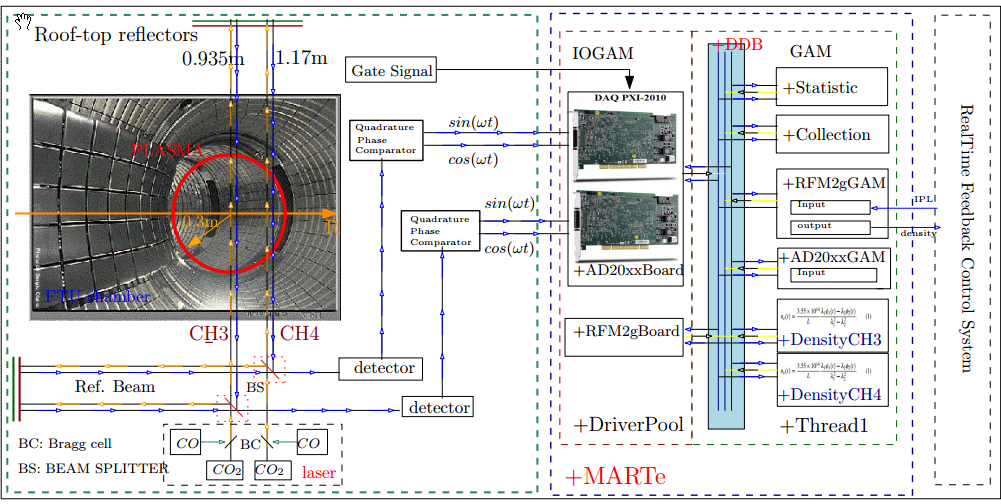 Roof-top reflectors
0.935m
1.17m
PLASMA
0.3m
R
FTU chamber
CH3
CH4
Ref. Beam
BS
BC: Bragg cell
BS: BEAM SPLITTER
CO
BC
CO
CO2
CO2
laser
Gate Signal
Quadrature
Phase
Comparator
sin(ωt)
cos(ωt)
Quadrature
Phase
Comparator
sin(ωt)
cos(ωt)
detector
detector
IOGAM
DAQ PXI-2010
+AD20xxBoard
+RFM2gBoard
+DriverPool
+MARTe
+DDB
GAM
+Statistic
+Collection
+RFM2gGAM
Input
output
+AD20xxGAM
Input
+DensityCH3
+DensityCH4
+Thread1
IPL
density
RealTime Feedback Control System